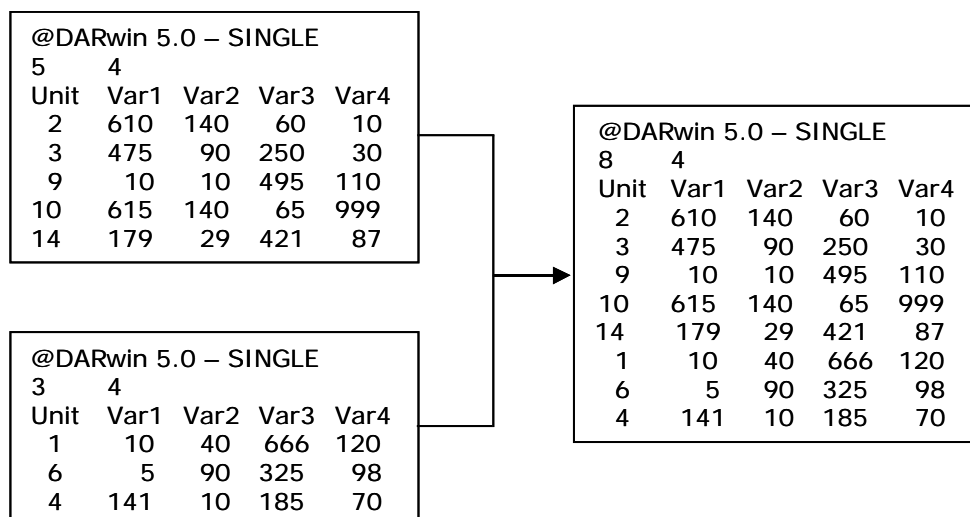 @DARwin 5.0 – SINGLE
5 4
Unit Var1 Var2 Var3 Var4
2 610 140 60 10
3 475 90 250 30
9 10 10 495 110
10 615 140 65 999
14 179 29 421 87
@DARwin 5.0 – SINGLE
3 4
Unit Var1 Var2 Var3 Var4
1 10 40 666 120
6 5 90 325 98
4 141 10 185 70
@DARwin 5.0 – SINGLE
8 4
Unit Var1 Var2 Var3 Var4
2 610 140 60 10
3 475 90 250 30
9 10 10 495 110
10 615 140 65 999
14 179 29 421 87
1 10 40 666 120
6 5 90 325 98
4 141 10 185 70